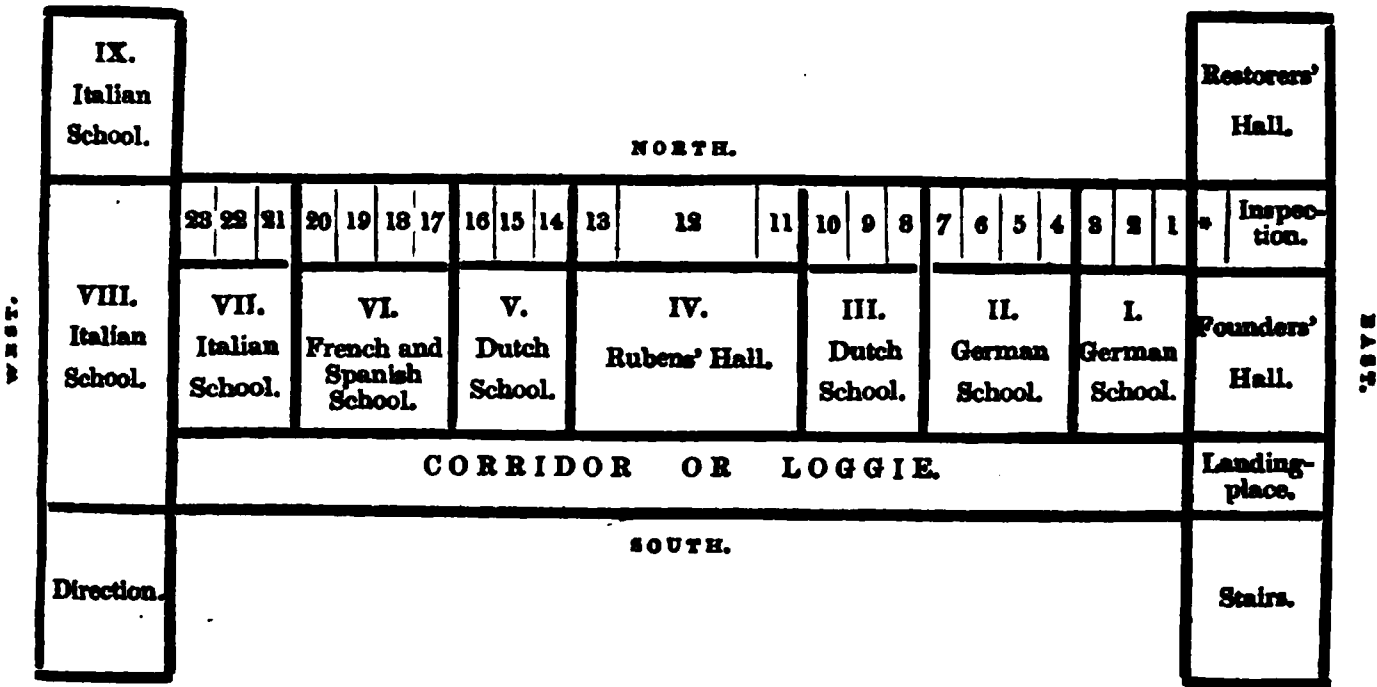 IX.
Italian
School.
Restorers'
Hall.
NORTH.
23 22 21 20 19 18 17 16 15 14 13 12 11 10 9 8 7 6 5 4 3 2 1 *
Inspec-
tion.
VIII.
Italian
School.
VII.
Italian
School.
VI.
French and
Spanish
School.
V.
Dutch
School.
IV.
Rubens' Hall.
III.
Dutch
School.
II.
German
School.
I.
German
School.
Founders'
Hall.
WEST.
EAST.
CORRIDOR OR LOGGIE.
Landing-
place.
SOUTH.
Direction.
Stairs.